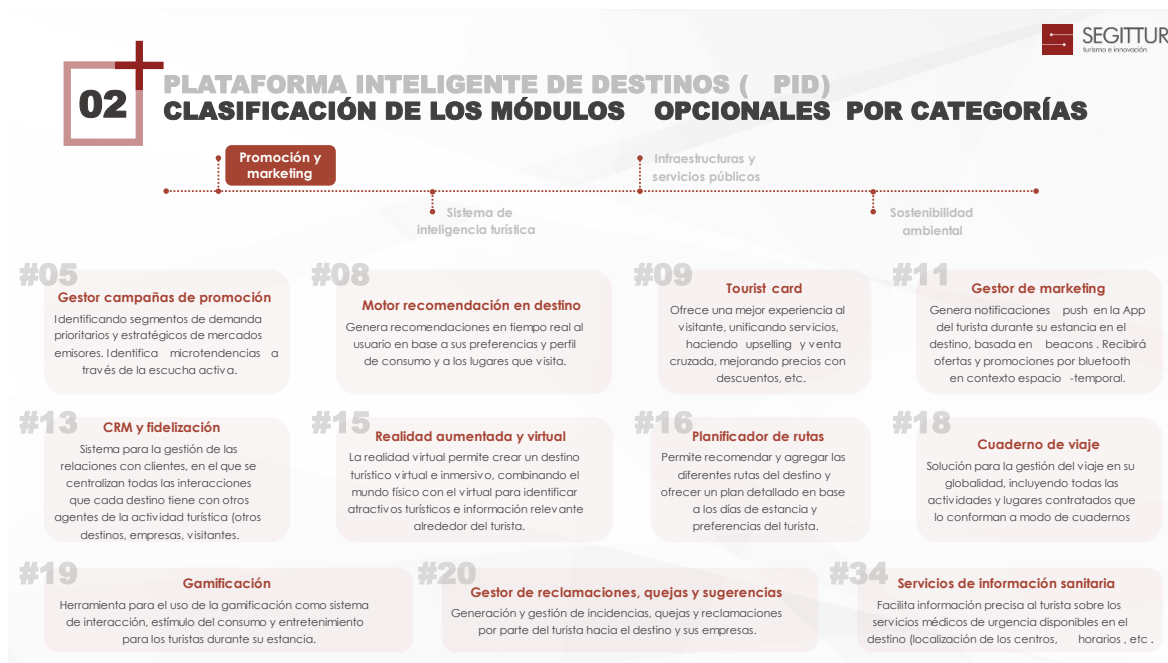 SEGITTUR
turismo e innovación
02
PLATAFORMA INTELIGENTE DE DESTINOS ( PID)
CLASIFICACIÓN DE LOS MÓDULOS OPCIONALES POR CATEGORÍAS
Promoción y
marketing
Infraestructuras y
servicios públicos
Sistema de
inteligencia turística
Sostenibilidad
ambiental
#05
Gestor campañas de promoción
Identificando segmentos de demanda
prioritarios y estratégicos de mercados
emisores. Identifica microtendencias a
través de la escucha activa.
#08
Motor recomendación en destino
Genera recomendaciones en tiempo real al
usuario en base a sus preferencias y perfil
de consumo y a los lugares que visita.
#09
Tourist card
Ofrece una mejor experiencia al
visitante, unificando servicios,
haciendo upselling y venta
cruzada, mejorando precios con
descuentos, etc.
#11
Gestor de marketing
Genera notificaciones push en la App
del turista durante su estancia en el
destino, basada en beacons . Recibirá
ofertas y promociones por bluetooth
en contexto espacio -temporal.
#13
CRM y fidelización
Sistema para la gestión de las
relaciones con clientes, en el que se
centralizan todas las interacciones
que cada destino tiene con otros
agentes de la actividad turística (otros
destinos, empresas, visitantes.
#15
Realidad aumentada y virtual
La realidad virtual permite crear un destino
turístico virtual e inmersivo, combinando el
mundo físico con el virtual para identificar
atractivos turísticos e información relevante
alrededor del turista.
#16
Planificador de rutas
Permite recomendar y agregar las
diferentes rutas del destino y
ofrecer un plan detallado en base
a los días de estancia y
preferencias del turista.
#18
Cuaderno de viaje
Solución para la gestión del viaje en su
globalidad, incluyendo todas las
actividades y lugares contratados que
lo conforman a modo de cuadernos
#19
Gamificación
Herramienta para el uso de la gamificación como sistema
de interacción, estímulo del consumo y entretenimiento
para los turistas durante su estancia.
#20
Gestor de reclamaciones, quejas y sugerencias
Generación y gestión de incidencias, quejas y reclamaciones
por parte del turista hacia el destino y sus empresas.
#34
Servicios de información sanitaria
Facilita información precisa al turista sobre los
servicios médicos de urgencia disponibles en el
destino (localización de los centros, horarios , etc .